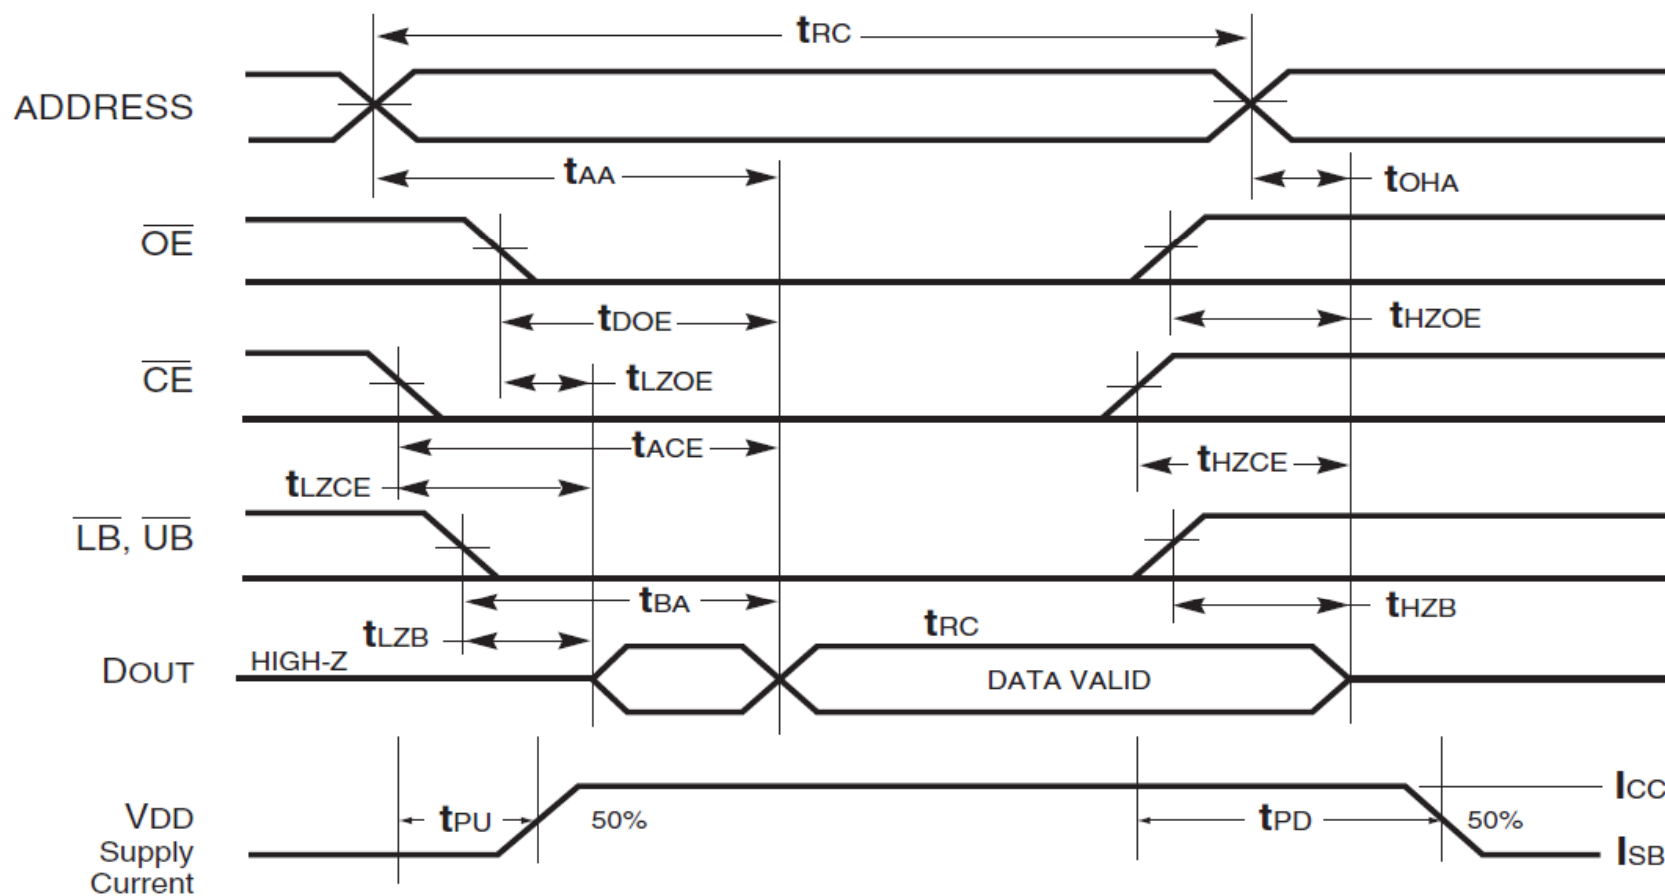 tRC
ADDRESS
tAA
tOHA
OE
tDOE
tHZOE
CE
tLZOE
tACE
tHZCE
tLZCE
LB, UB
tBA
tHZB
tLZB
tRC
DOUT
HIGH-Z
DATA VALID
ICC
VDD
tPU
50%
tPD
50%
Supply
ISB
Current